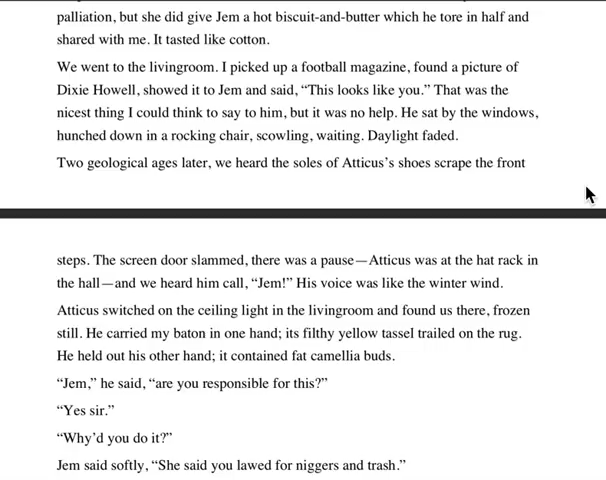 palliation, but she did give Jem a hot biscuit-and-butter which he tore in half and
shared with me. It tasted like cotton.
We went to the livingroom. I picked up a football magazine, found a picture of
Dixie Howell, showed it to Jem and said, “This looks like you.” That was the
nicest thing I could think to say to him, but it was no help. He sat by the windows,
hunched down in a rocking chair, scowling, waiting. Daylight faded.
Two geological ages later, we heard the soles of Atticus’s shoes scrape the front
steps. The screen door slammed, there was a pause—Atticus was at the hat rack in
the hall—and we heard him call, “Jem!” His voice was like the winter wind.
Atticus switched on the ceiling light in the livingroom and found us there, frozen
still. He carried my baton in one hand; its filthy yellow tassel trailed on the rug.
He held out his other hand; it contained fat camellia buds.
“Jem,” he said, “are you responsible for this?”
“Yes sir.”
“Why’d you do it?”
Jem said softly, “She said you lawed for niggers and trash.”